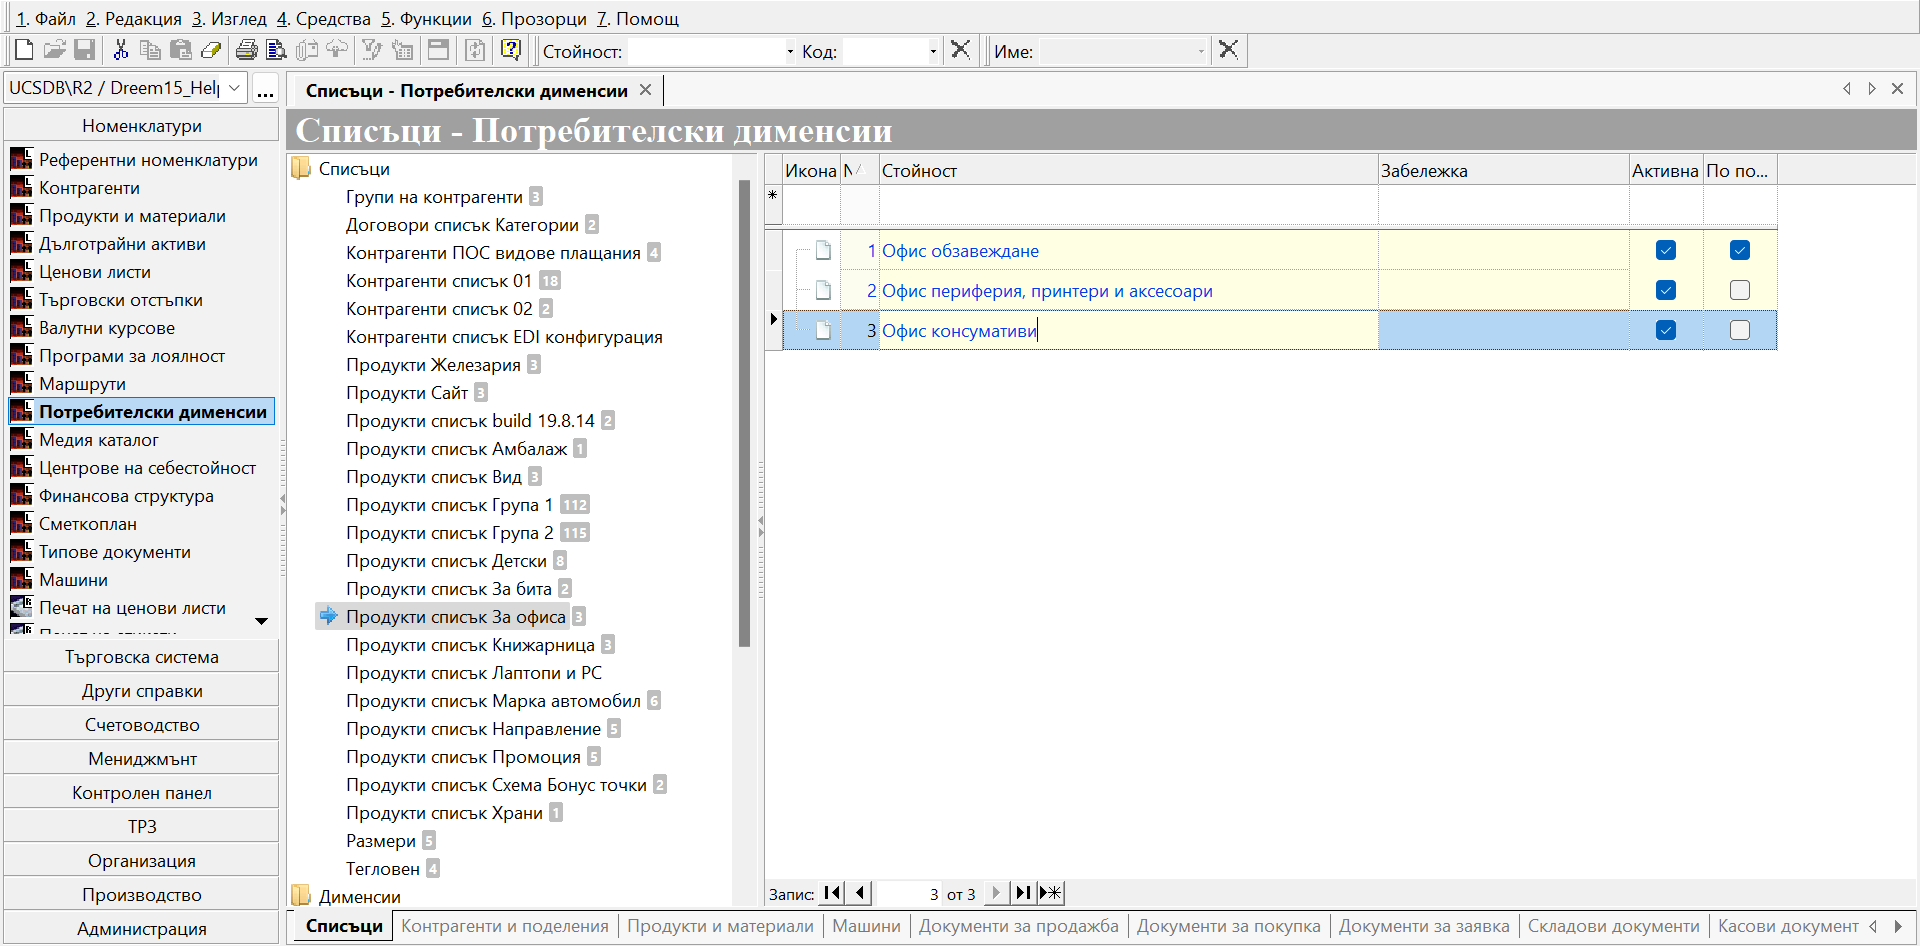 1. Файл 2. Редакция 3. Изглед 4. Средства 5. Функции 6. Прозорци 7. Помощ
Стойност: Код: Име:
UCSDB\R2 / Dreem15_Hel ...
Номенклатури
Референтни номенклатури
Контрагенти
Продукти и материали
Дълготрайни активи
Ценови листи
Търговски отстъпки
Валутни курсове
Програми за лоялност
Маршрути
Потребителски дименсии
Медия каталог
Центрове на себестойност
Финансова структура
Сметкоплан
Типове документи
Машини
Печат на ценови листи
Търговска система
Други справки
Счетоводство
Мениджмънт
Контролен панел
ТРЗ
Организация
Производство
Администрация
Списъци - Потребителски дименсии
Списъци - Потребителски дименсии
Списъци
Групи на контрагенти 3
Договори списък Категории 2
Контрагенти ПОС видове плащания 4
Контрагенти списък 01 18
Контрагенти списък 02 2
Контрагенти списък EDI конфигурация
Продукти Железария 3
Продукти Сайт 3
Продукти списък build 19.8.14 2
Продукти списък Амбалаж 1
Продукти списък Вид 3
Продукти списък Група 1 112
Продукти списък Група 2 115
Продукти списък Детски 8
Продукти списък За бита 2
Продукти списък За офиса 3
Продукти списък Книжарница 3
Продукти списък Лаптопи и PC
Продукти списък Марка автомобил 6
Продукти списък Направление 5
Продукти списък Промоция 5
Продукти списък Схема Бонус точки 2
Продукти списък Храни 1
Размери 5
Тегловен 4
Дименсии
Икона Стойност Забележка Активна По по...
1 Офис обзавеждане
2 Офис периферия, принтери и аксесоари
3 Офис консумативи
Запис: 3 от 3
Списъци Контрагенти и поделения Продукти и материали Машини Документи за продажба Документи за покупка Документи за заявка Складови документи Касови документ